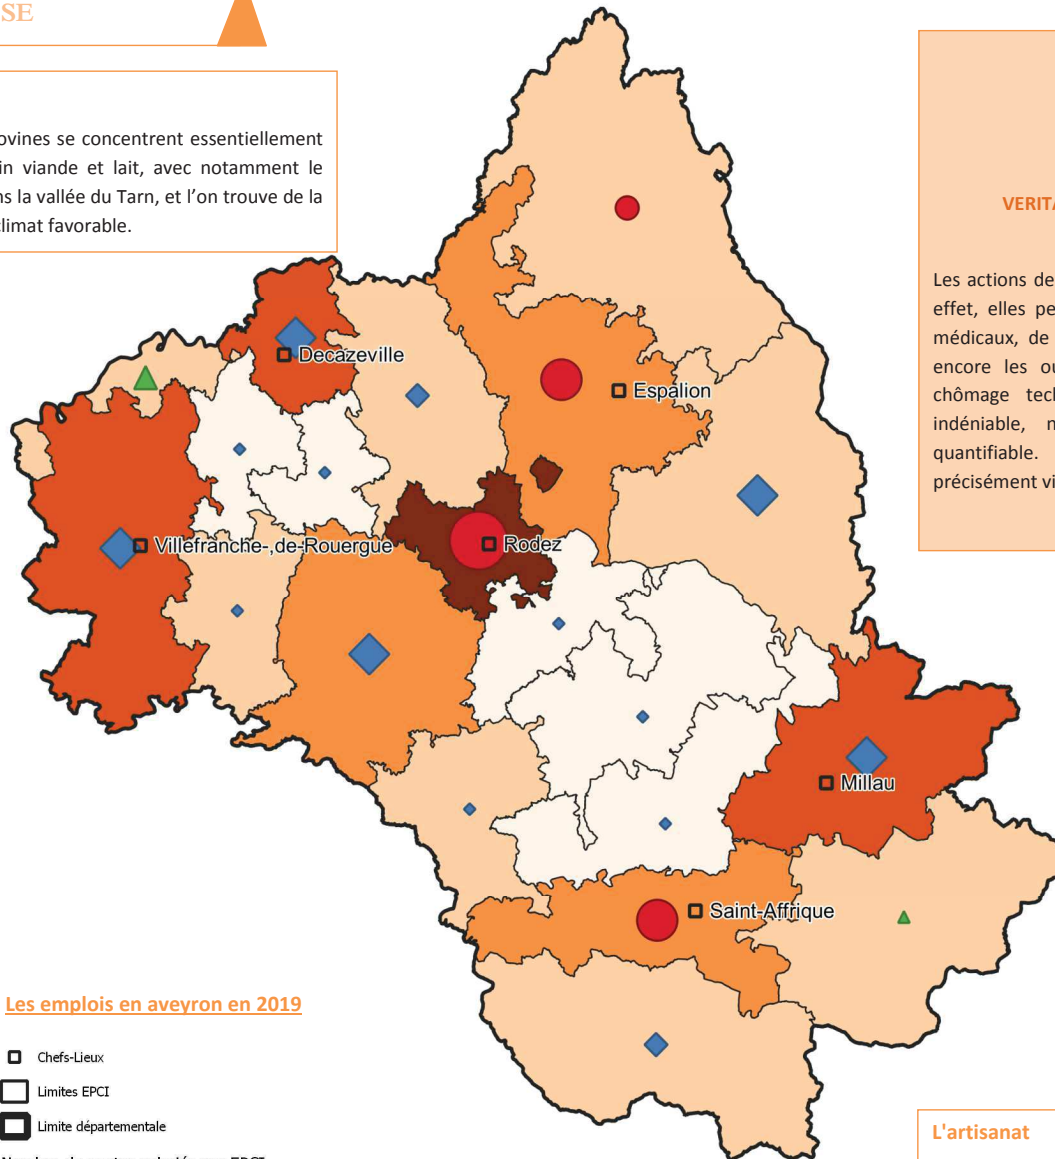 SE
ovines se concentrent essentiellement
in viande et lait, avec notamment le
ns la vallée du Tarn, et l'on trouve de la
climat favorable.
VERITA
Les actions de
effet, elles pe
médicaux, de
encore les ou
chômage tecl
indéniable, n
quantifiable.
précisément vi
Decazeville
Espalion
Villefranche-,de-Rouergue
Rodez
Millau
Saint-Affrique
Les emplois en aveyron en 2019
Chefs-Lieux
Limites EPCI
Limite départementale
L'artisanat